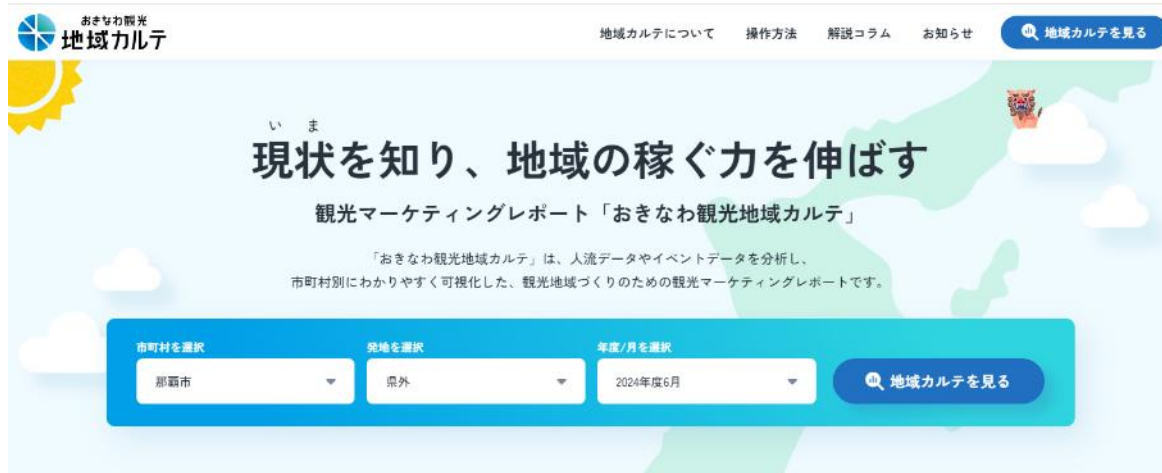 おきなわ観光
地域カルテ
地域カルテについて
操作方法
解説コラム
お知らせ
地域カルテを見る
いま
現状を知り、地域の稼ぐ力を伸ばす
観光マーケティングレポート「おきなわ観光地域カルテ」
「おきなわ観光地域カルテ」は、人流データやイベントデータを分析し、
市町村別にわかりやすく可視化した、観光地域づくりのための観光マーケティングレポートです。
市町村を選択
発地を選択
年度/月を選択
那覇市
県外
2024年度6月
地域カルテを見る